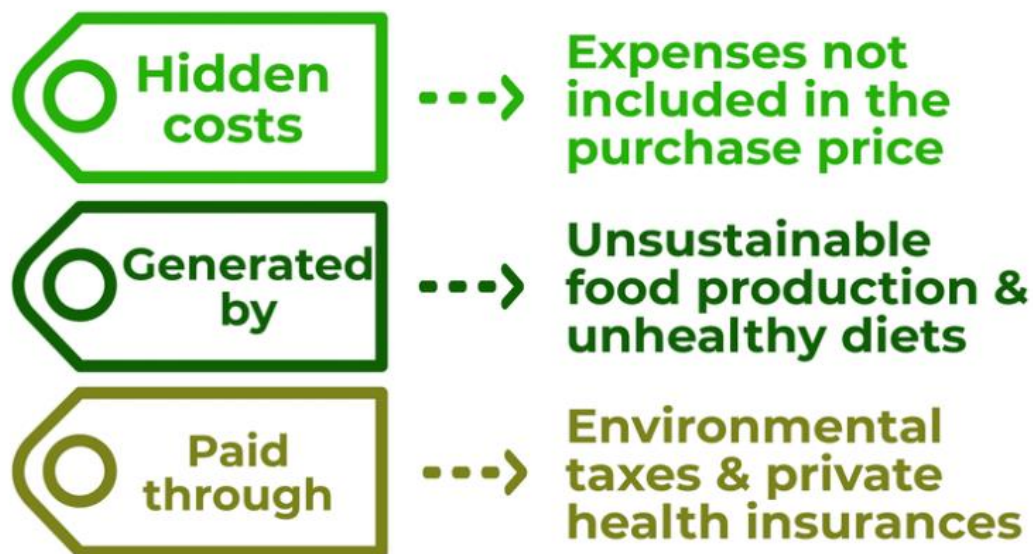 Hidden
costs
Expenses not
included in the
purchase price
Generated
by
Unsustainable
food production &
unhealthy diets
Paid
through
Environmental
taxes & private
health insurances